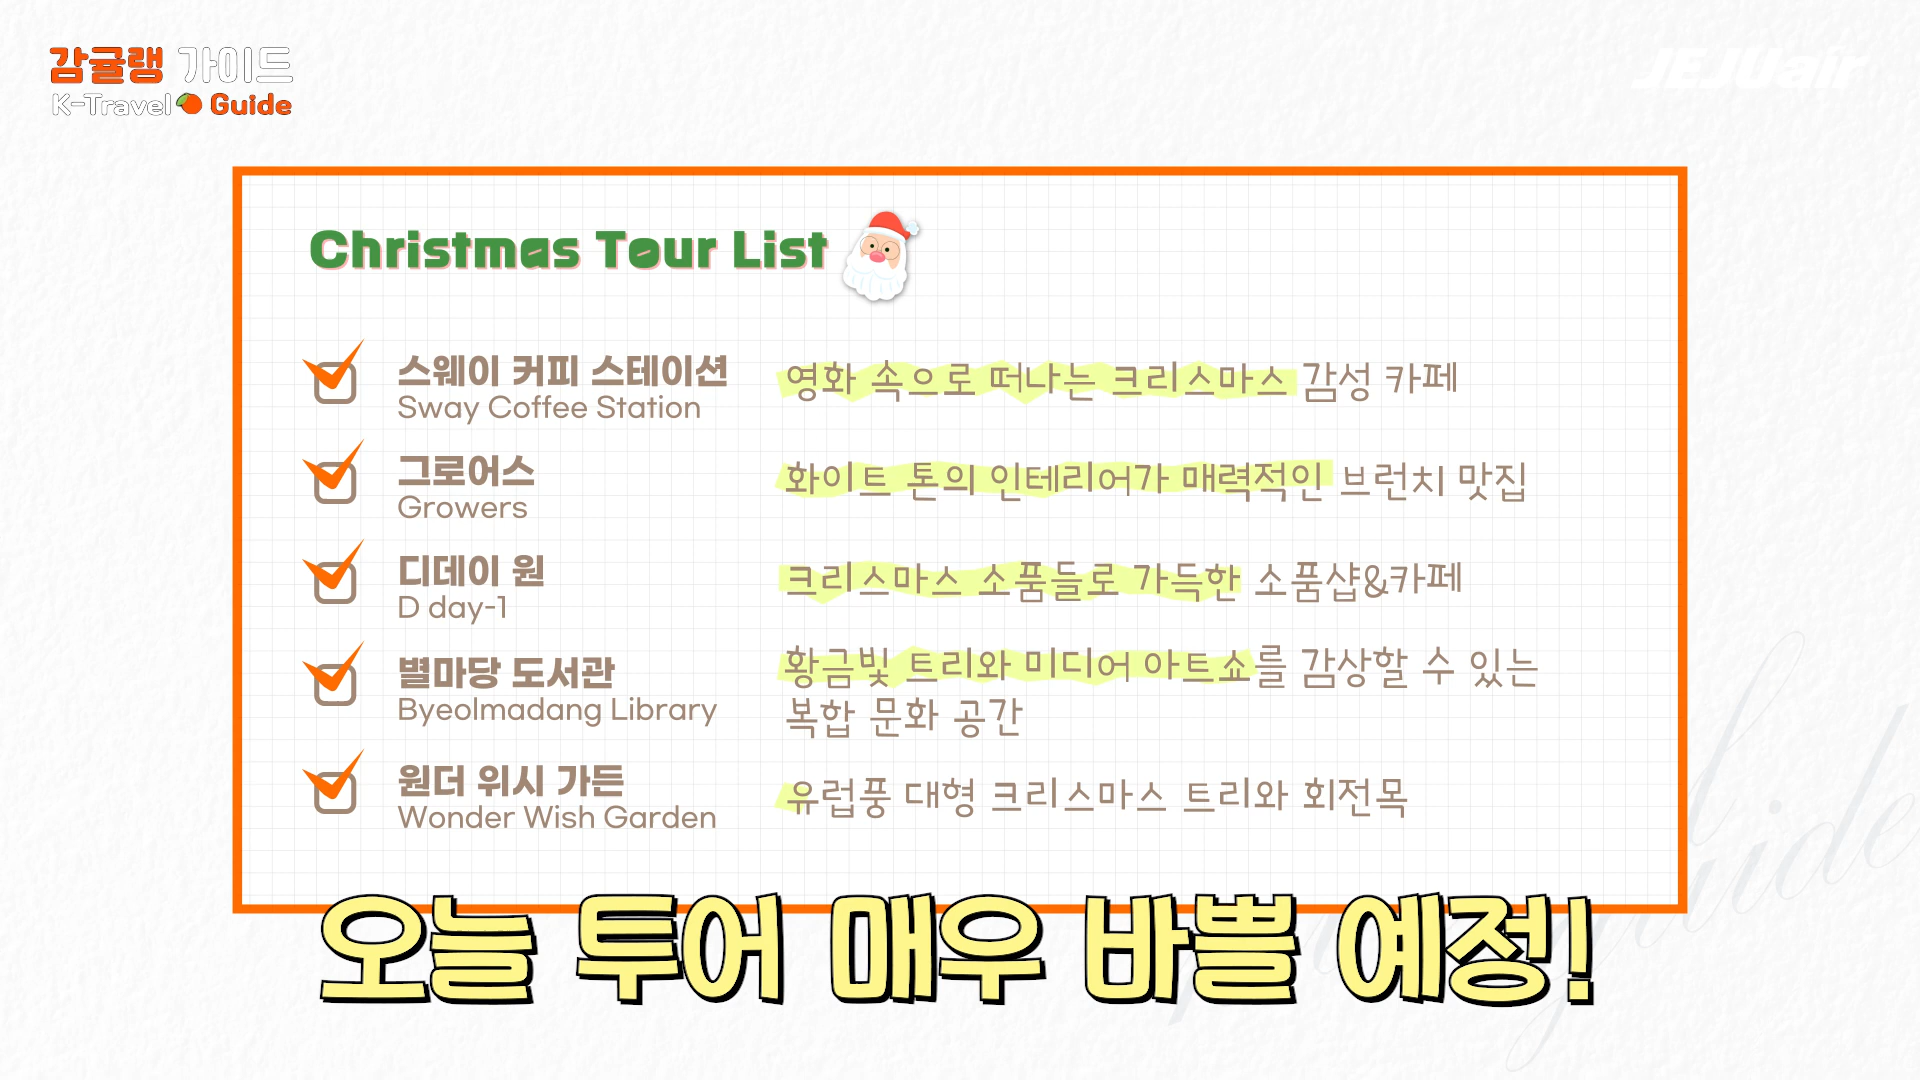 감귤랭 가이드
K-Travel Guide
JEJUair
Christmas Tour List
스웨이 커피 스테이션
Sway Coffee Station
영화 속으로 떠나는 크리스마스 감성 카페
그로어스
Growers
화이트 톤의 인테리어가 매력적인 브런치 맛집
디데이 원
D day-1
크리스마스 소품들로 가득한 소품샵&카페
별마당 도서관
Byeolmadang Library
황금빛 트리와 미디어 아트쇼를 감상할 수 있는
복합 문화 공간
원더 위시 가든
Wonder Wish Garden
유럽풍 대형 크리스마스 트리와 회전목
오늘 투어 매우 바쁠 예정!